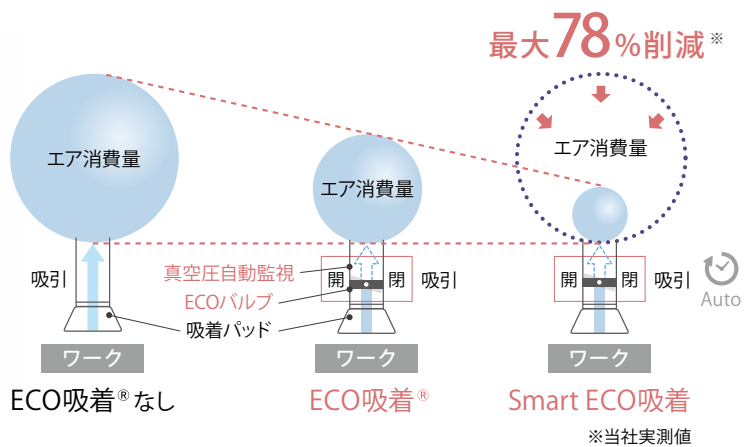 最大78%削減※
エア消費量
エア消費量
エア消費量
吸引
真空圧自動監視
ECOバルブ
吸着パッド
開
閉
吸引
開
閉
吸引
Auto
ワーク
ワーク
ワーク
ECO吸着®なし
ECO吸着®
Smart ECO吸着
※当社実測値